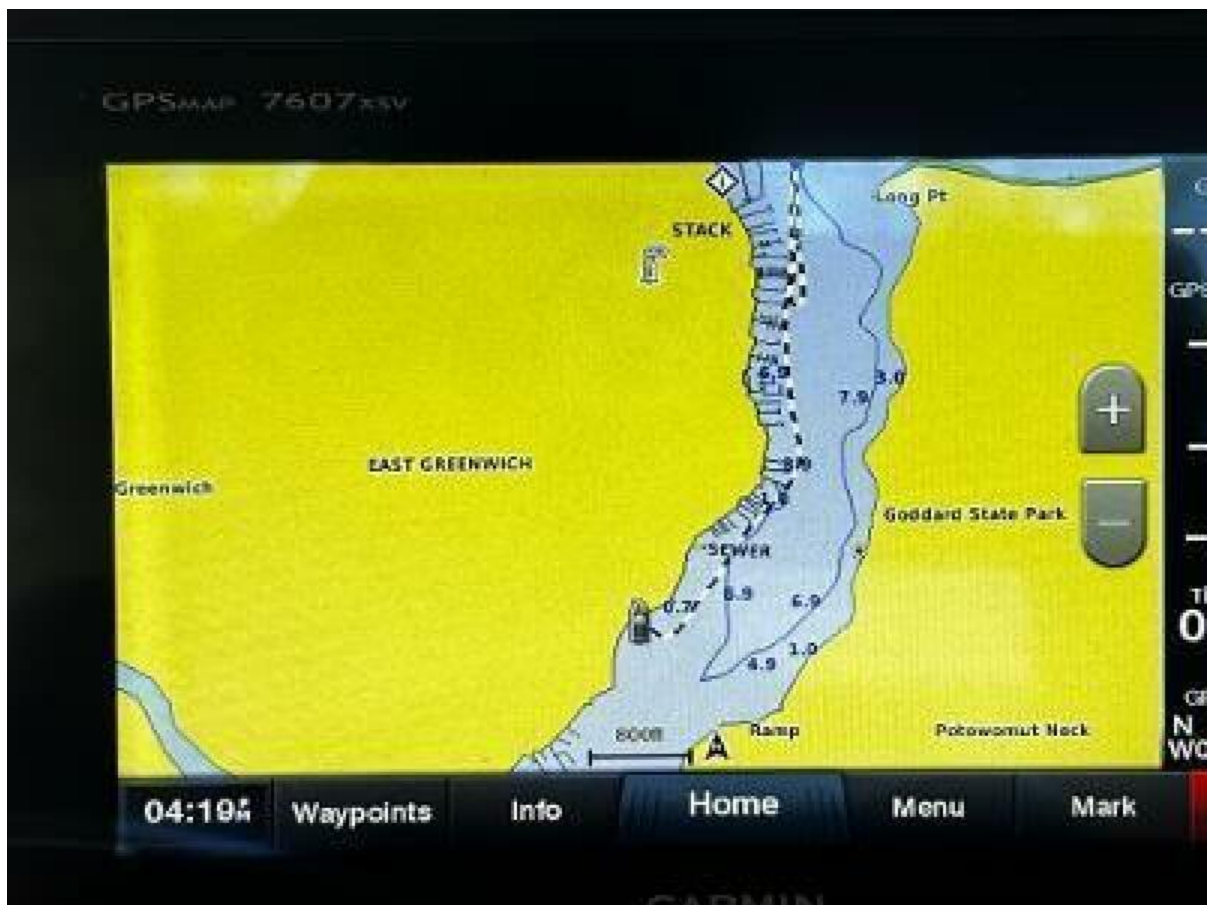 GPSMAP 7607xsv
Long Pt
STACK
GPS
6.9
3.0
7.9
EAST GREENWICH
Greenwich
Goddard State Park
SEWER
6.9
0.7
1.0
4.9
800ft
Ramp
Potowomut Neck
N
04:19
Waypoints
Info
Home
Menu
Mark
GARMIN